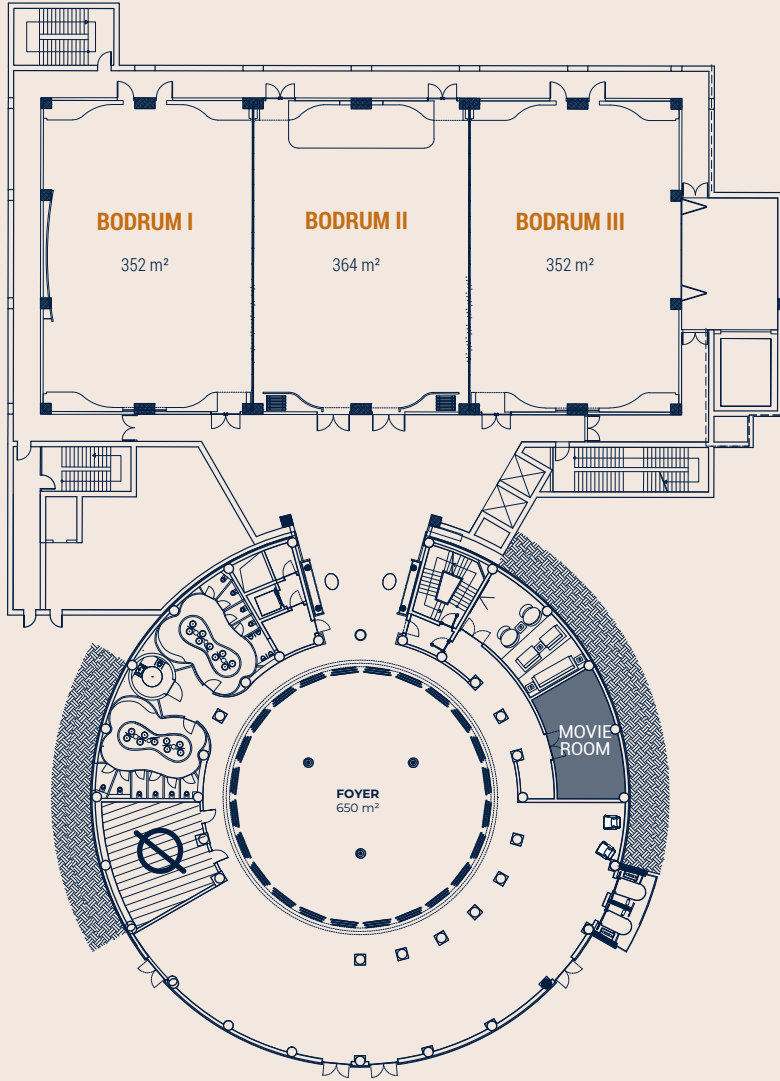 BODRUM I
352 m²
BODRUM II
364 m²
BODRUM III
352 m²
MOVIE
ROOM
FOYER
650 m²